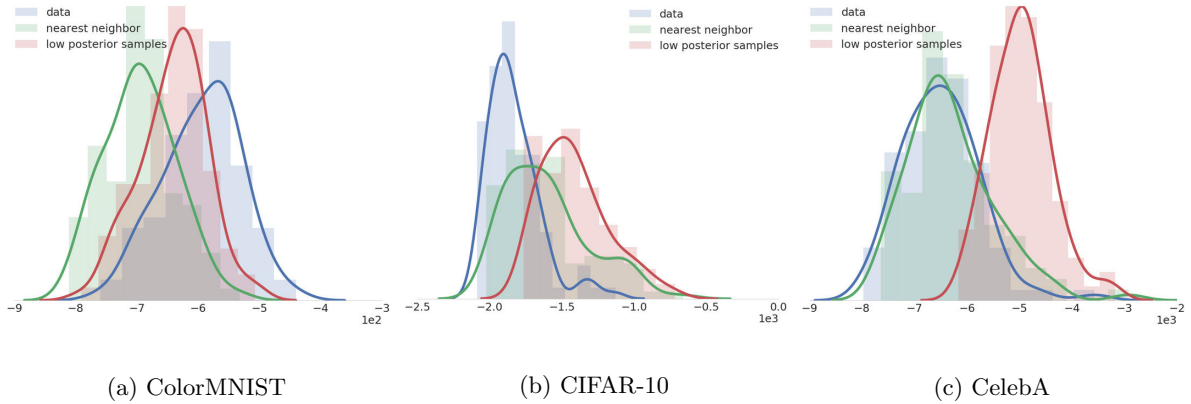 data
nearest neighbor
low posterior samples
−9 −8 −7 −6 −5 −4 −3 −2
1e2
(a) ColorMNIST
data
nearest neighbor
low posterior samples
−2.5 −2.0 −1.5 −1.0 −0.5 0.0
1e3
(b) CIFAR-10
data
nearest neighbor
low posterior samples
−9 −8 −7 −6 −5 −4 −3 −2
1e3
(c) CelebA